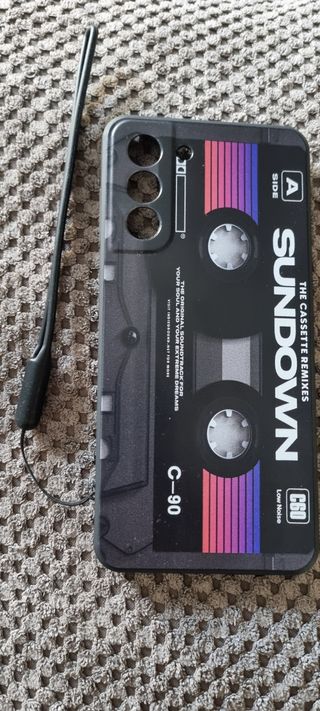 A
SIDE
THE CASSETTE REMIXES
SUNDOWN
C60
Low Noise
THE ORIGINAL SOUNDTRACK FOR
YOUR SOUL AND YOUR EXTREME DREAMS
C—90